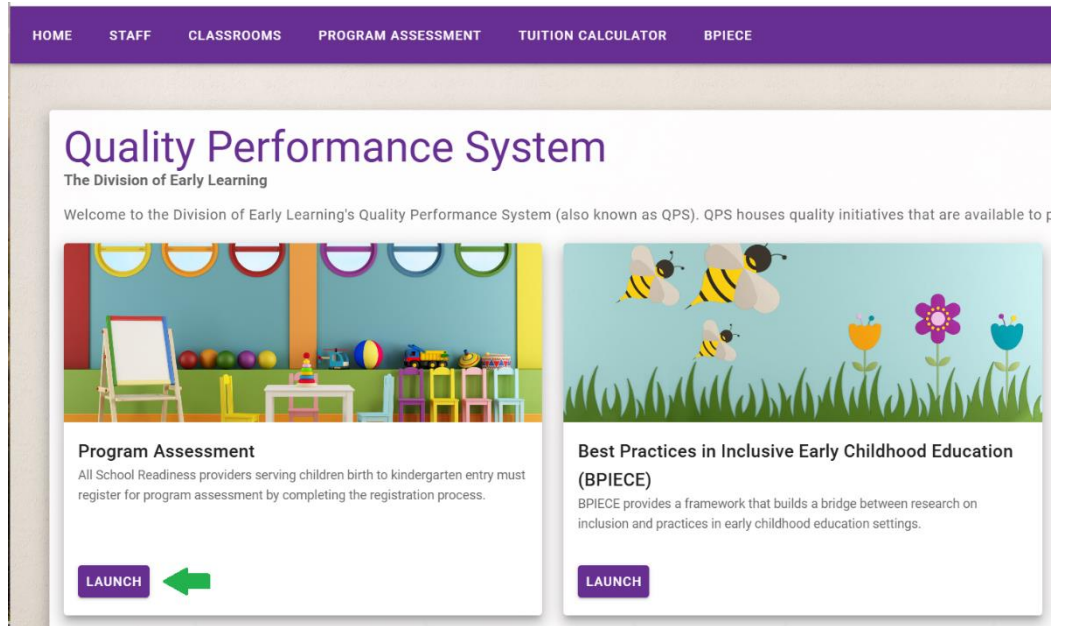 HOME STAFF CLASSROOMS PROGRAM ASSESSMENT TUITION CALCULATOR BPIECE
Quality Performance System
The Division of Early Learning
Welcome to the Division of Early Learning's Quality Performance System (also known as QPS). QPS houses quality initiatives that are available to
Program Assessment
All School Readiness providers serving children birth to kindergarten entry must
register for program assessment by completing the registration process.
LAUNCH
Best Practices in Inclusive Early Childhood Education
(BPIECE)
BPIECE provides a framework that builds a bridge between research on
inclusion and practices in early childhood education settings.
LAUNCH